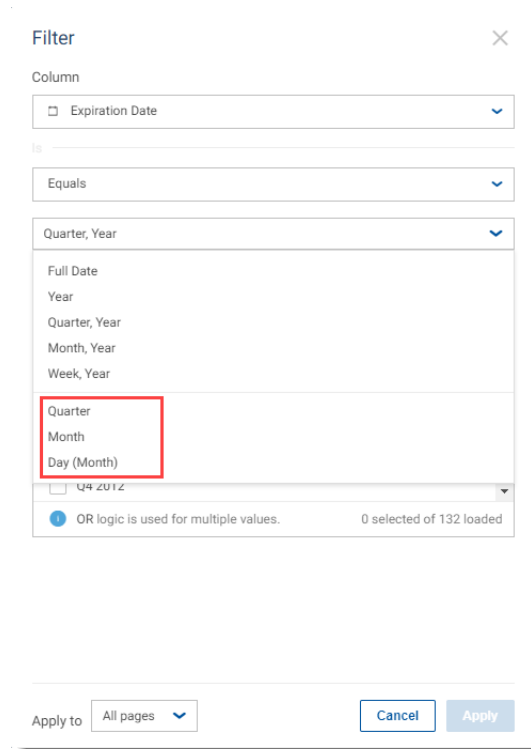 Filter
Column
Expiration Date
Is
Equals
Quarter, Year
Full Date
Year
Quarter, Year
Month, Year
Week, Year
Quarter
Month
Day (Month)
Q4 2012
OR logic is used for multiple values. 0 selected of 132 loaded
Apply to All pages Cancel Apply